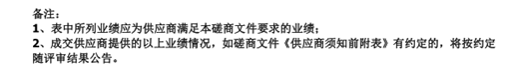 备注：
1、表中所列业绩应为供应商满足本磋商文件要求的业绩；
2、成交供应商提供的以上业绩情况，如磋商文件《供应商须知前附表》有约定的，将按约定
随评审结果公告。